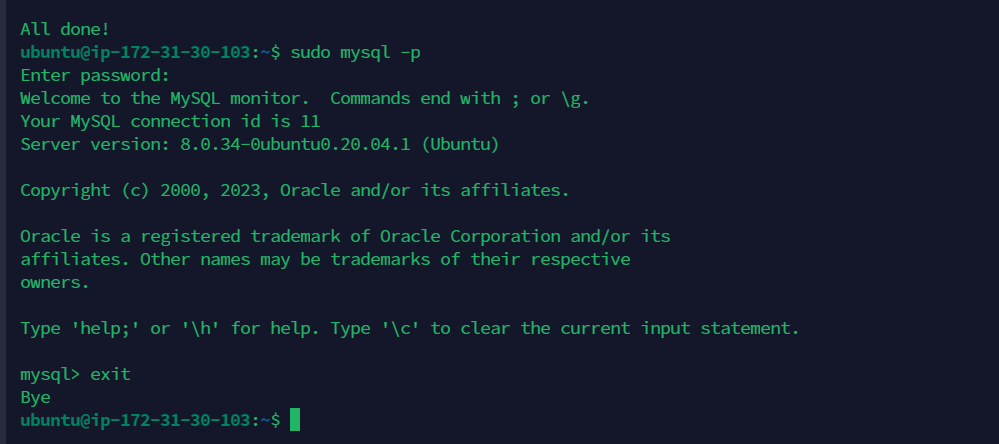 All done!
ubuntu@ip-172-31-30-103:~$ sudo mysql -p
Enter password:
Welcome to the MySQL monitor.  Commands end with ; or \g.
Your MySQL connection id is 11
Server version: 8.0.34-0ubuntu0.20.04.1 (Ubuntu)
Copyright (c) 2000, 2023, Oracle and/or its affiliates.
Oracle is a registered trademark of Oracle Corporation and/or its
affiliates. Other names may be trademarks of their respective
owners.
Type 'help;' or '\h' for help. Type '\c' to clear the current input statement.
mysql> exit
Bye
ubuntu@ip-172-31-30-103:~$